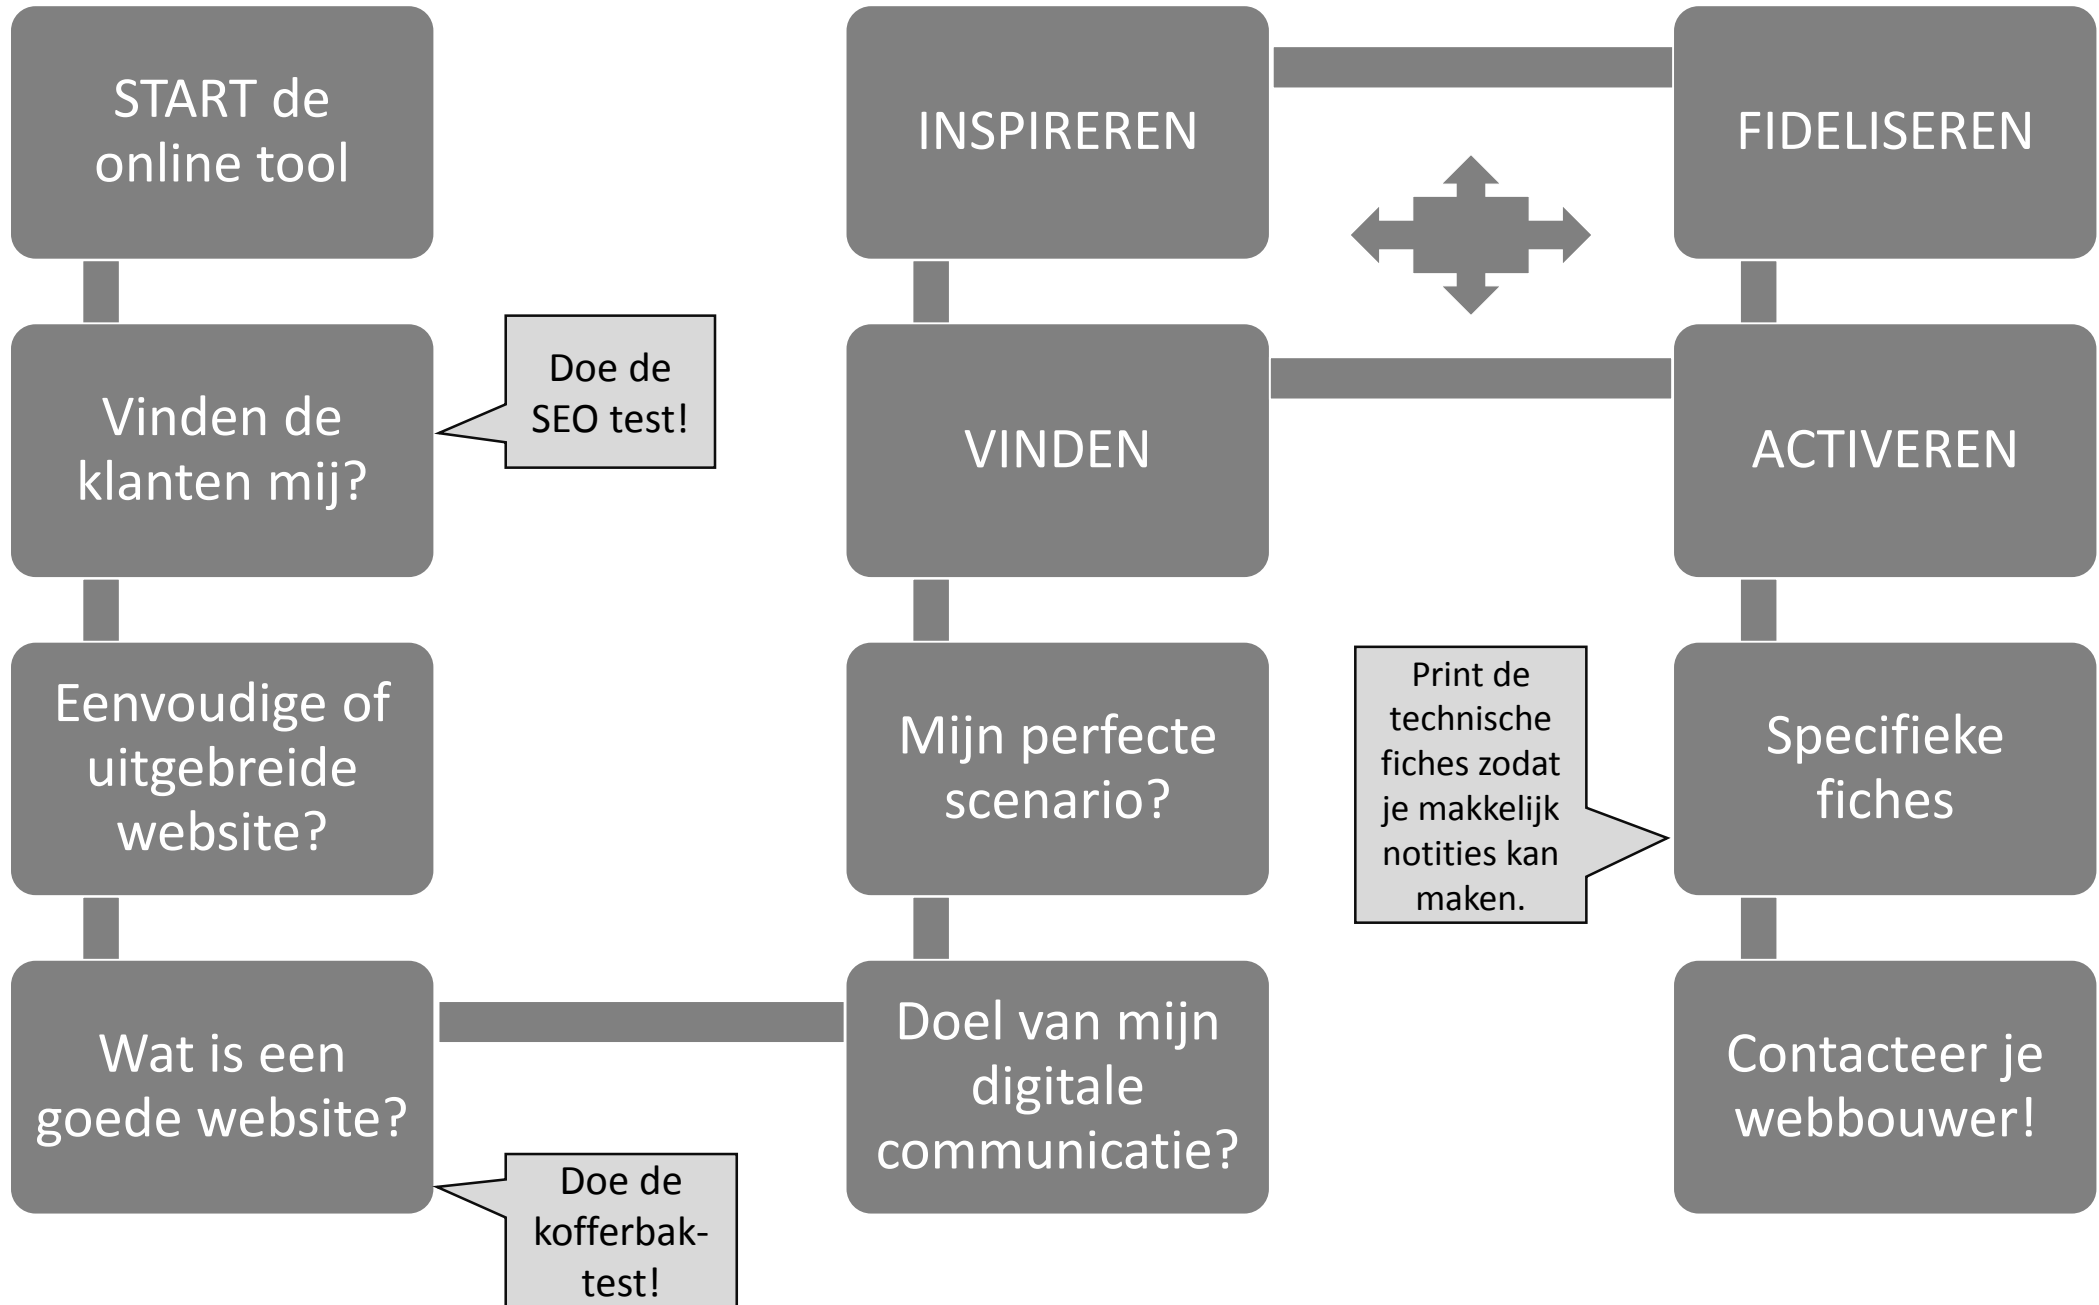 START de
online tool
Vinden de
klanten mij?
Doe de
SEO test!
Eenvoudige of
uitgebreide
website?
Wat is een
goede website?
Doe de
kofferbak-
test!
Doel van mijn
digitale
communicatie?
Mijn perfecte
scenario?
VINDEN
INSPIREREN
FIDELISEREN
ACTIVEREN
Specifieke
fiches
Print de
technische
fiches zodat
je makkelijk
notities kan
maken.
Contacteer je
webbouwer!